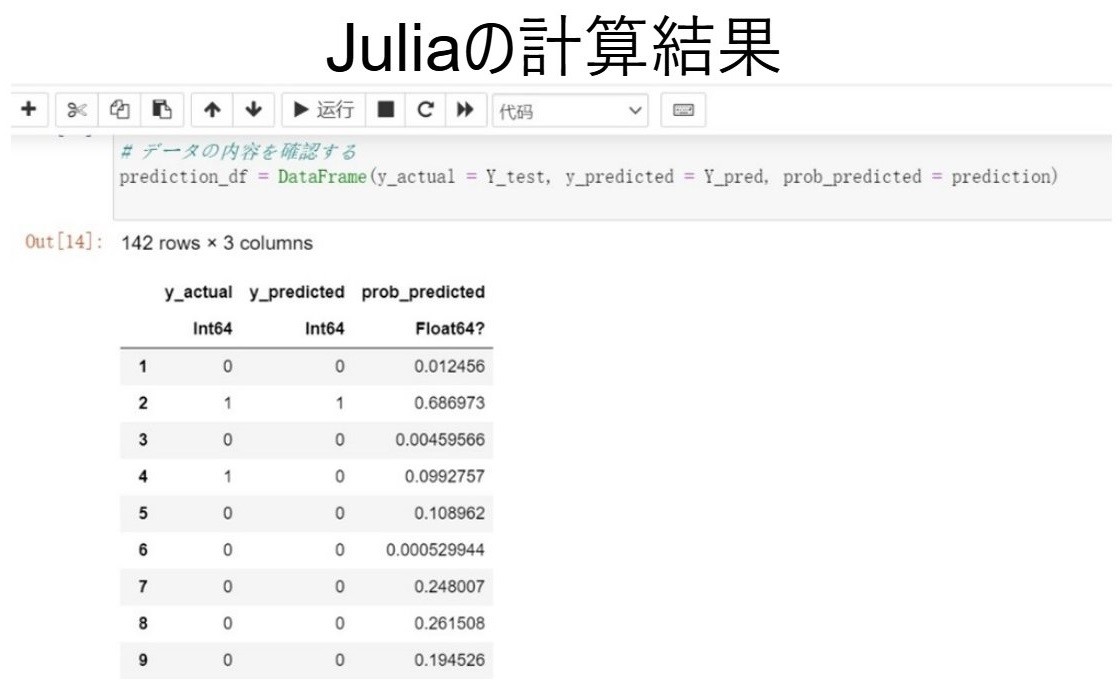 Juliaの計算結果
运行 代码
# データの内容を確認する
prediction_df = DataFrame(y_actual = Y_test, y_predicted = Y_pred, prob_predicted = prediction)
Out[14]: 142 rows × 3 columns
y_actual y_predicted prob_predicted
Int64 Int64 Float64?
1 0 0 0.012456
2 1 1 0.686973
3 0 0 0.00459566
4 1 0 0.0992757
5 0 0 0.108962
6 0 0 0.000529944
7 0 0 0.248007
8 0 0 0.261508
9 0 0 0.194526